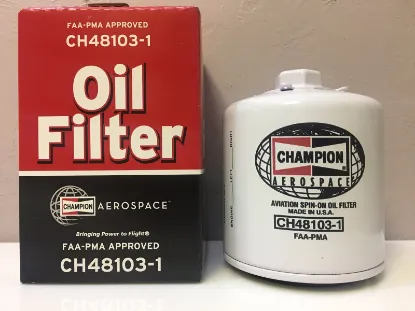 FAA-PMA APPROVED
CH48103-1
Oil
Filter
CHAMPION
AEROSPACE™
Bringing Power to Flight®
FAA-PMA APPROVED
CH48103-1
CHAMPION
AEROSPACE
AVIATION SPIN-ON OIL FILTER
MADE IN U.S.A.
CH48103-1
FAA-PMA